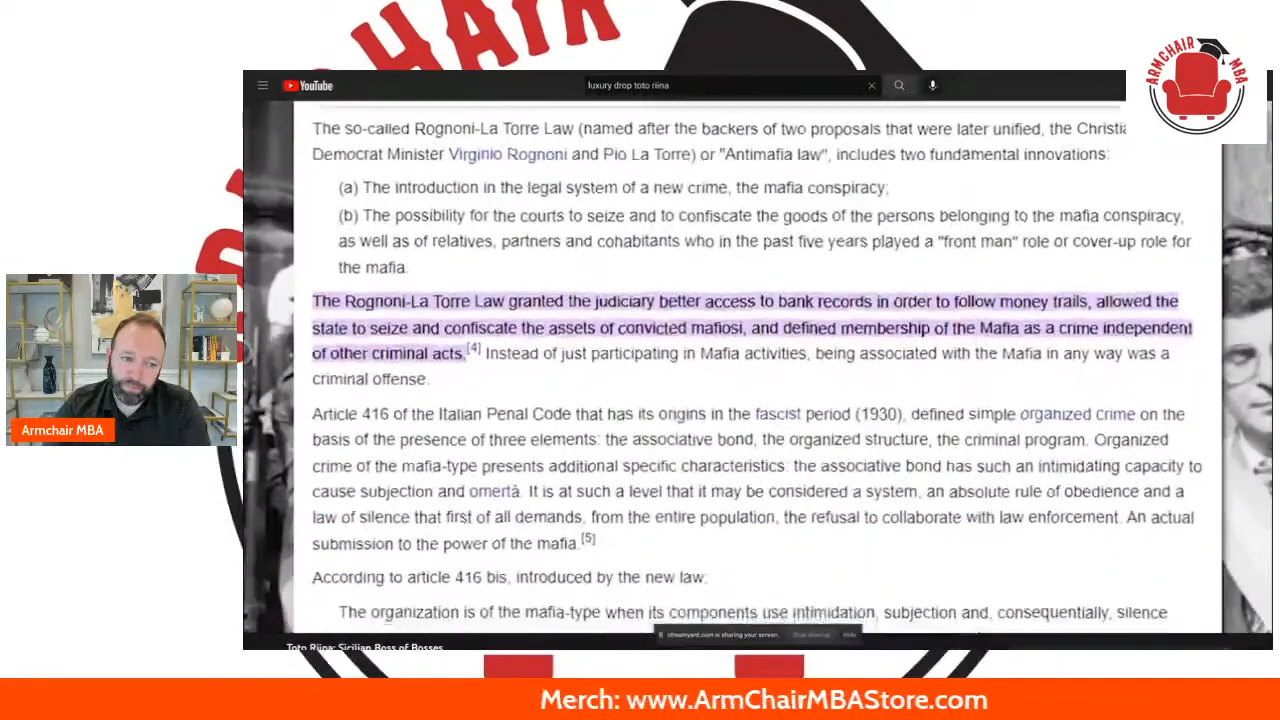 HAIR
YouTube
luxury drop toto riina
ARMCHAIR MBA
The so-called Rognoni-La Torre Law (named after the backers of two proposals that were later unified, the Christi
Democrat Minister Virginio Rognoni and Pio La Torre) or "Antimafia law", includes two fundamental innovations:
(a) The introduction in the legal system of a new crime, the mafia conspiracy;
(b) The possibility for the courts to seize and to confiscate the goods of the persons belonging to the mafia conspiracy,
as well as of relatives, partners and cohabitants who in the past five years played a "front man" role or cover-up role for
the mafia.
The Rognoni-La Torre Law granted the judiciary better access to bank records in order to follow money trails, allowed the
state to seize and confiscate the assets of convicted mafiosi, and defined membership of the Mafia as a crime independent
of other criminal acts.[4] Instead of just participating in Mafia activities, being associated with the Mafia in any way was a
criminal offense.
Article 416 of the Italian Penal Code that has its origins in the fascist period (1930), defined simple organized crime on the
basis of the presence of three elements: the associative bond, the organized structure, the criminal program. Organized
crime of the mafia-type presents additional specific characteristics: the associative bond has such an intimidating capacity to
cause subjection and omertà. It is at such a level that it may be considered a system, an absolute rule of obedience and a
law of silence that first of all demands, from the entire population, the refusal to collaborate with law enforcement. An actual
submission to the power of the mafia.[5]
According to article 416 bis, introduced by the new law:
The organization is of the mafia-type when its components use intimidation, subjection and, consequentially, silence
streamyard.com is sharing your screen. Stop sharing Hide
Toto Riina: Sicilian Boss of Bosses
Armchair MBA
Merch: www.ArmChairMBAStore.com